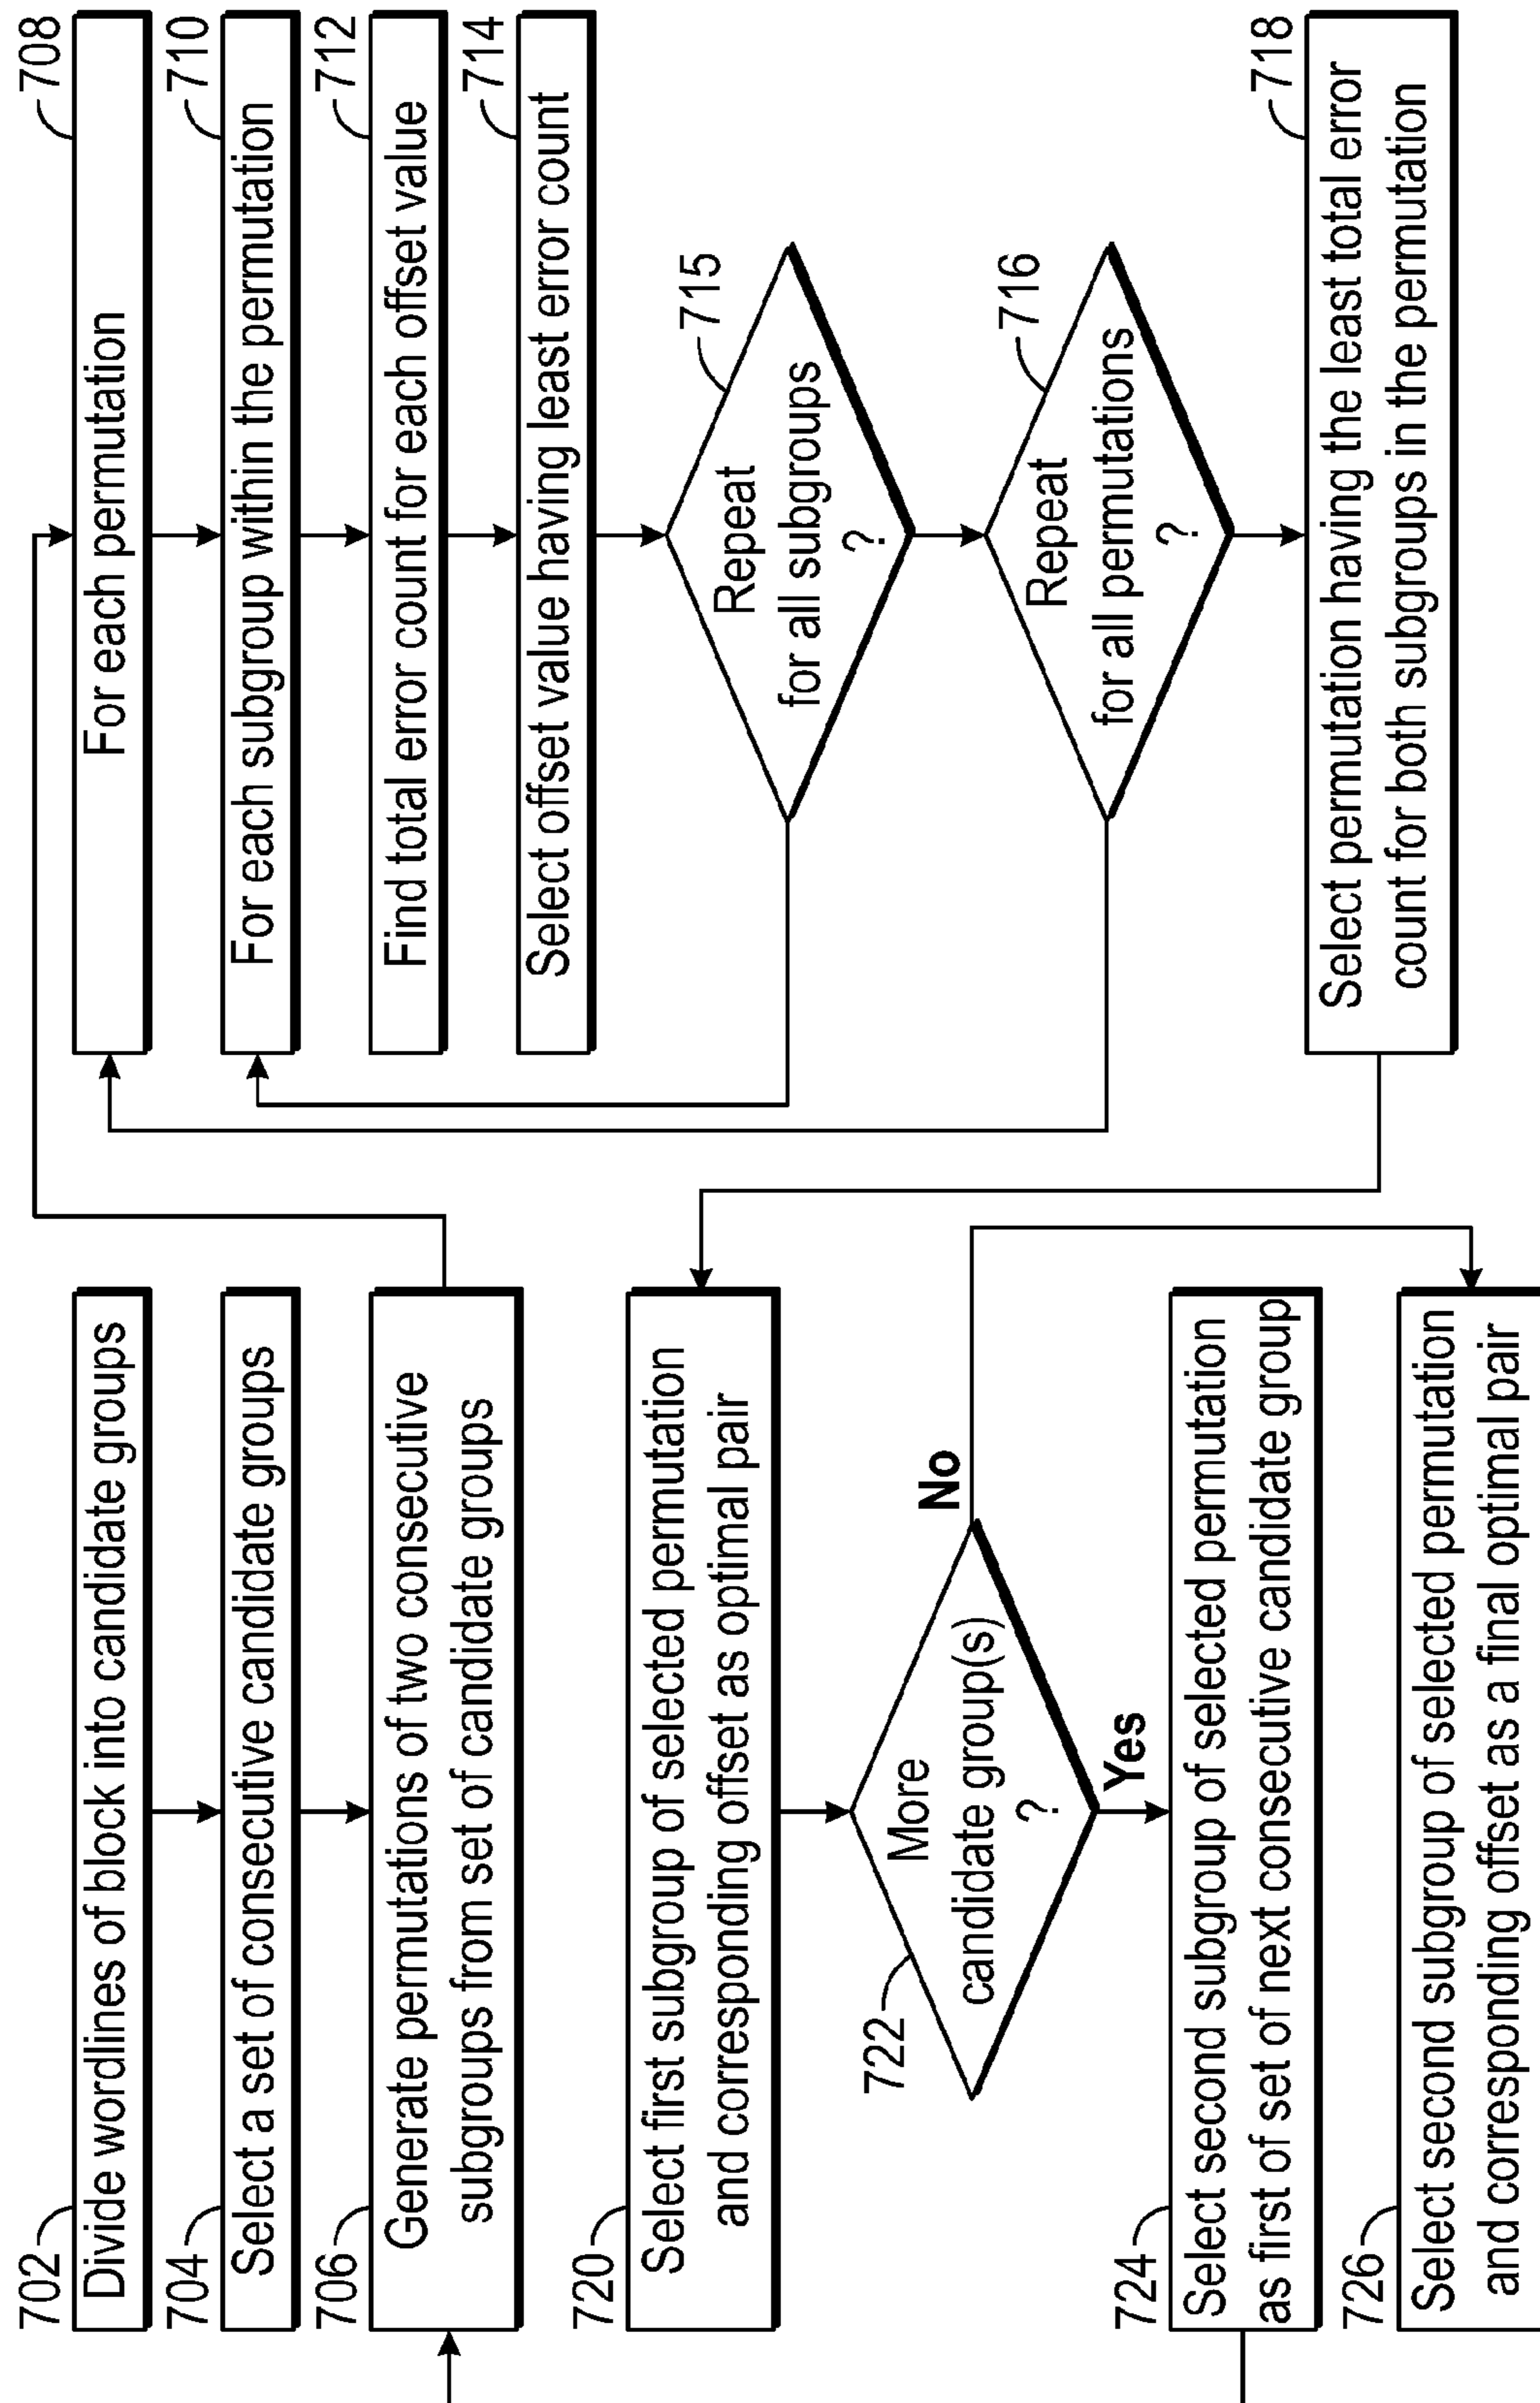 702
Divide wordlines of block into candidate groups
704
Select a set of consecutive candidate groups
706
Generate permutations of two consecutive
subgroups from set of candidate groups
708
For each permutation
710
For each subgroup within the permutation
712
Find total error count for each offset value
714
Select offset value having least error count
715
Repeat
for all subgroups
?
716
Repeat
for all permutations
?
718
Select permutation having the least total error
count for both subgroups in the permutation
720
Select first subgroup of selected permutation
and corresponding offset as optimal pair
722
More
candidate group(s)
?
No
Yes
724
Select second subgroup of selected permutation
as first of set of next consecutive candidate group
726
Select second subgroup of selected permutation
and corresponding offset as a final optimal pair